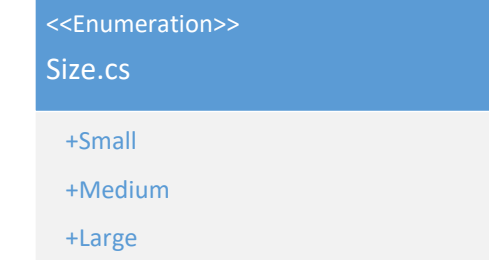 <<Enumeration>>
Size.cs
+Small
+Medium
+Large